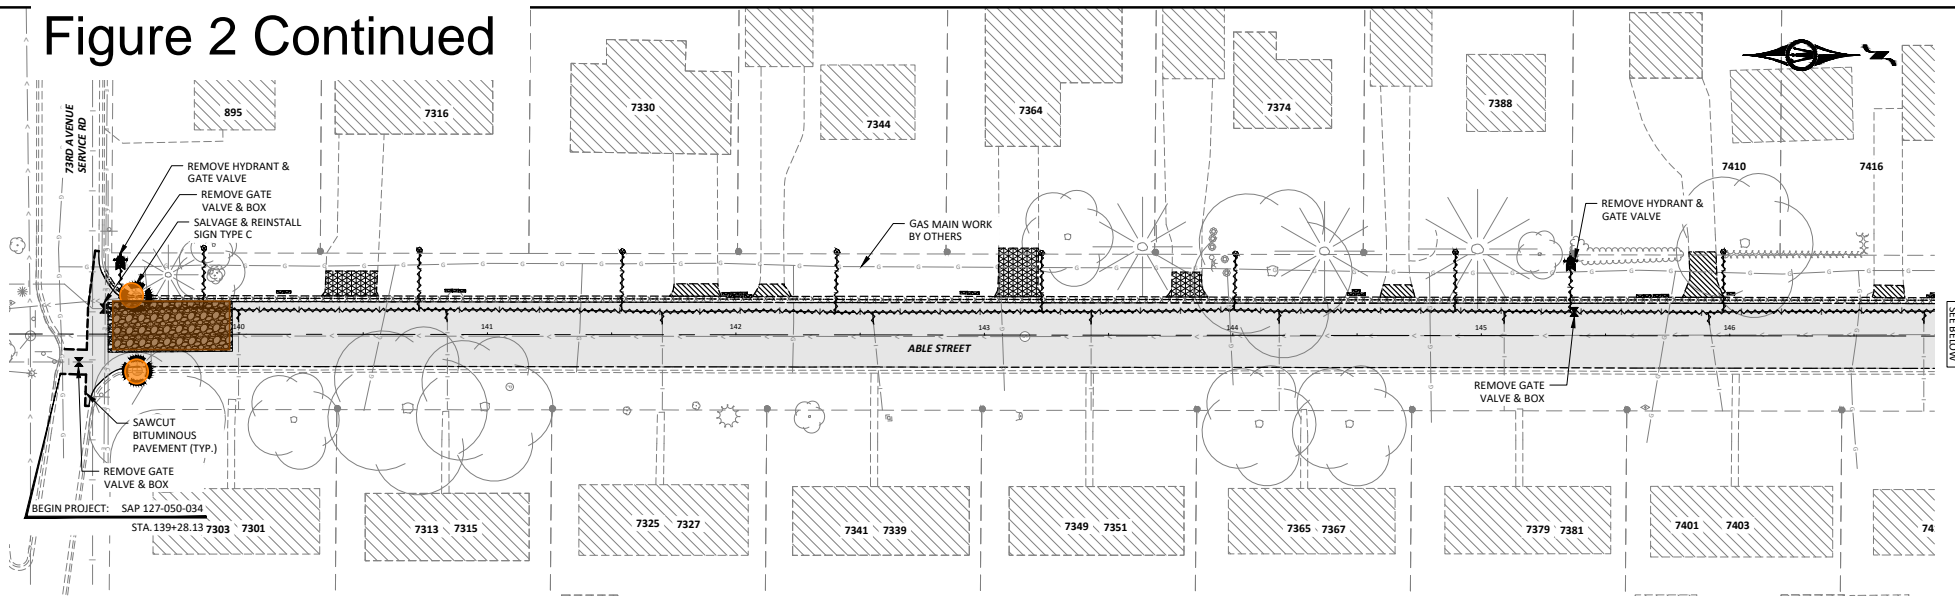 Figure 2 Continued
73RD AVENUE
SERVICE RD
895
7316
7330
7344
7364
7374
7388
7410
7416
REMOVE HYDRANT &
GATE VALVE
REMOVE GATE
VALVE & BOX
SALVAGE & REINSTALL
SIGN TYPE C
GAS MAIN WORK
BY OTHERS
REMOVE HYDRANT &
GATE VALVE
140
141
142
143
144
145
146
ABLE STREET
SEE BELOW
REMOVE GATE
VALVE & BOX
SAWCUT
BITUMINOUS
PAVEMENT (TYP.)
REMOVE GATE
VALVE & BOX
BEGIN PROJECT: SAP 127-050-034
STA.139+28.13
7303 7301
7313 7315
7325 7327
7341 7339
7349 7351
7365 7367
7379 7381
7401 7403